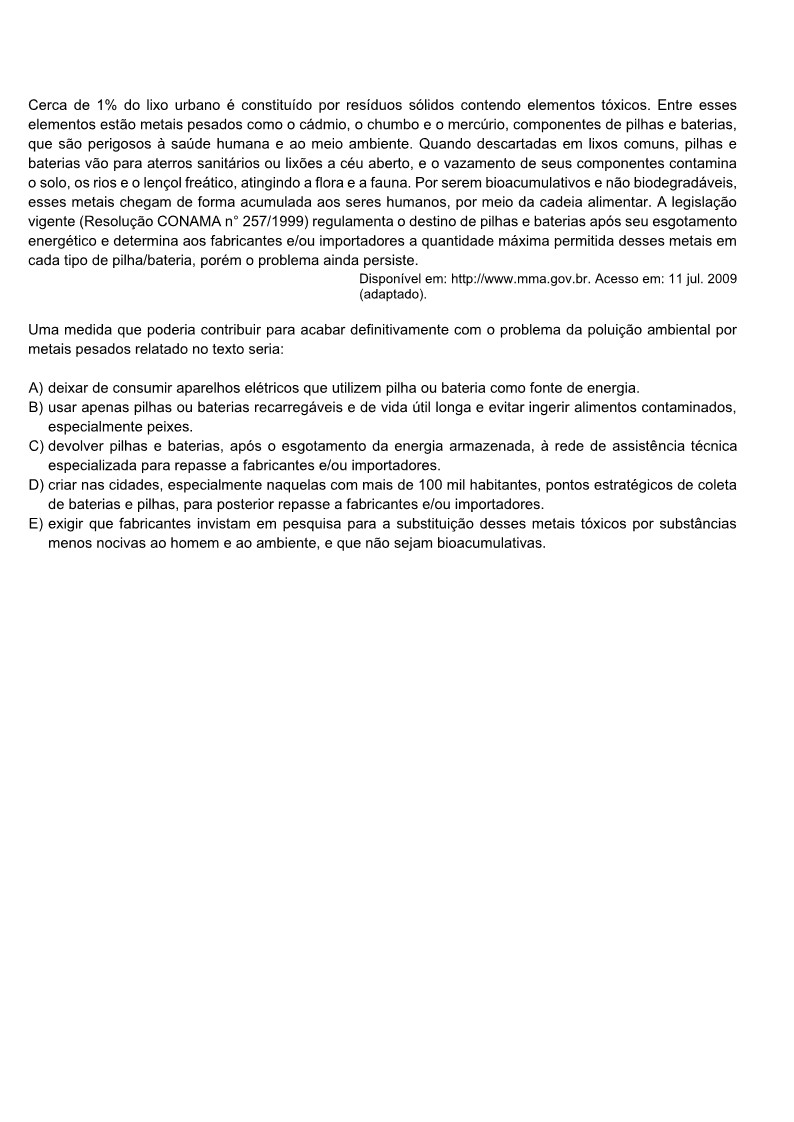 Cerca de 1% do lixo urbano é constituído por resíduos sólidos contendo elementos tóxicos. Entre esses
elementos estão metais pesados como o cádmio, o chumbo e o mercúrio, componentes de pilhas e baterias,
que são perigosos à saúde humana e ao meio ambiente. Quando descartadas em lixos comuns, pilhas e
baterias vão para aterros sanitários ou lixões a céu aberto, e o vazamento de seus componentes contamina
o solo, os rios e o lençol freático, atingindo a flora e a fauna. Por serem bioacumulativos e não biodegradáveis,
esses metais chegam de forma acumulada aos seres humanos, por meio da cadeia alimentar. A legislação
vigente (Resolução CONAMA n° 257/1999) regulamenta o destino de pilhas e baterias após seu esgotamento
energético e determina aos fabricantes e/ou importadores a quantidade máxima permitida desses metais em
cada tipo de pilha/bateria, porém o problema ainda persiste.
Disponível em: http://www.mma.gov.br. Acesso em: 11 jul. 2009
(adaptado).
Uma medida que poderia contribuir para acabar definitivamente com o problema da poluição ambiental por
metais pesados relatado no texto seria:
A) deixar de consumir aparelhos elétricos que utilizem pilha ou bateria como fonte de energia.
B) usar apenas pilhas ou baterias recarregáveis e de vida útil longa e evitar ingerir alimentos contaminados,
especialmente peixes.
C) devolver pilhas e baterias, após o esgotamento da energia armazenada, à rede de assistência técnica
especializada para repasse a fabricantes e/ou importadores.
D) criar nas cidades, especialmente naquelas com mais de 100 mil habitantes, pontos estratégicos de coleta
de baterias e pilhas, para posterior repasse a fabricantes e/ou importadores.
E) exigir que fabricantes invistam em pesquisa para a substituição desses metais tóxicos por substâncias
menos nocivas ao homem e ao ambiente, e que não sejam bioacumulativas.